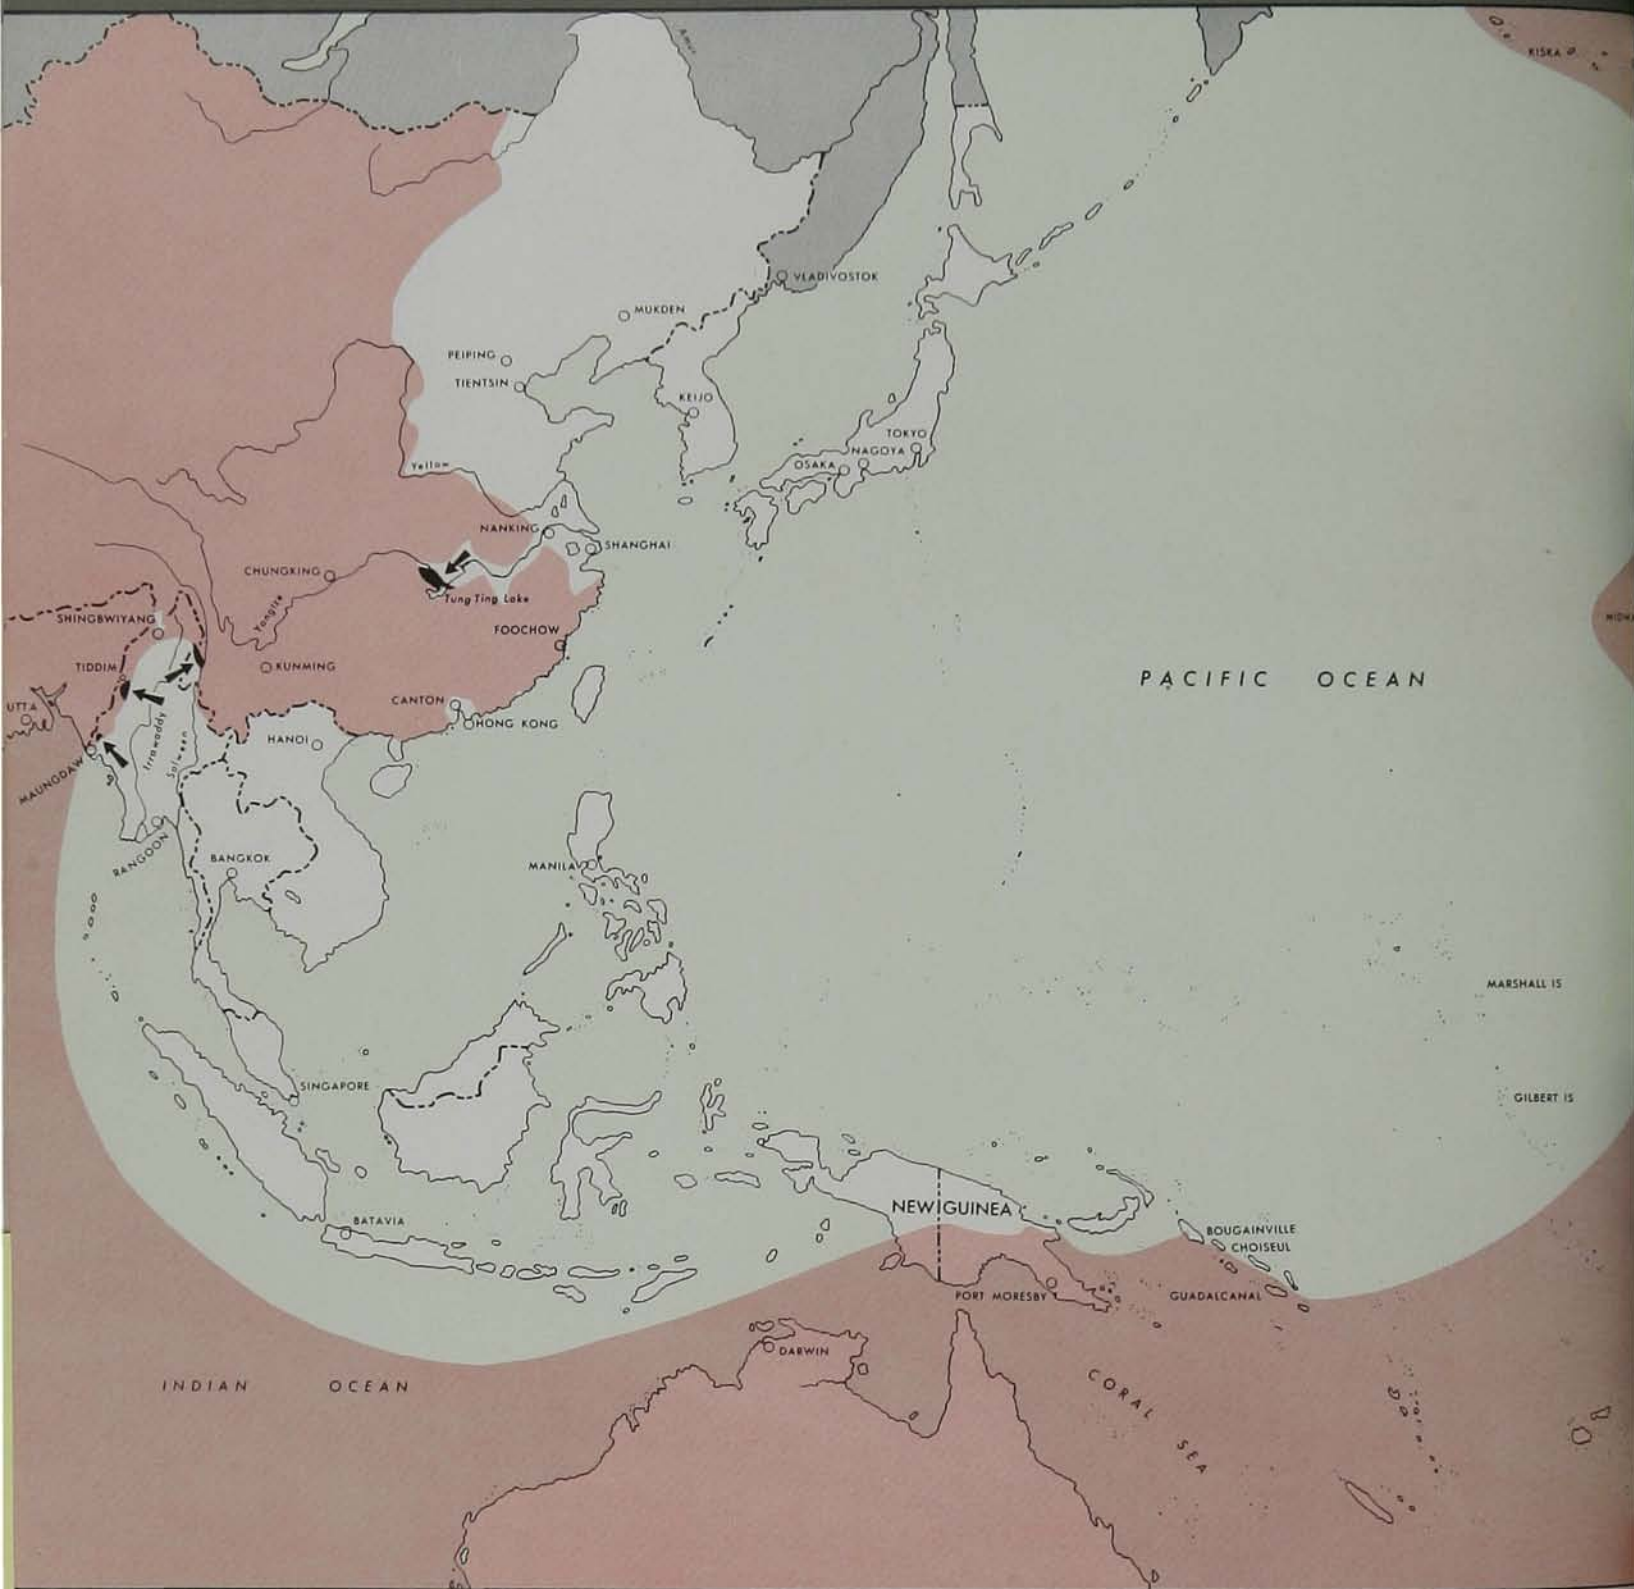 Amur
KISKA
VLADIVOSTOK
MUKDEN
PEIPING
TIENTSIN
KEIJO
TOKYO
NAGOYA
OSAKA
Yellow
NANKING
SHANGHAI
CHUNGKING
Tung Ting Lake
Yangtze
SHINGBWIYANG
FOOCHOW
TIDDIM
KUNMING
PACIFIC OCEAN
CANTON
HONG KONG
UTTA
HANOI
Irrawaddy
Salween
MAUNGDAW
RANGOON
BANGKOK
MANILA
MARSHALL IS
SINGAPORE
GILBERT IS
NEW GUINEA
BATAVIA
BOUGAINVILLE
CHOISEUL
PORT MORESBY
GUADALCANAL
DARWIN
INDIAN OCEAN
CORAL SEA